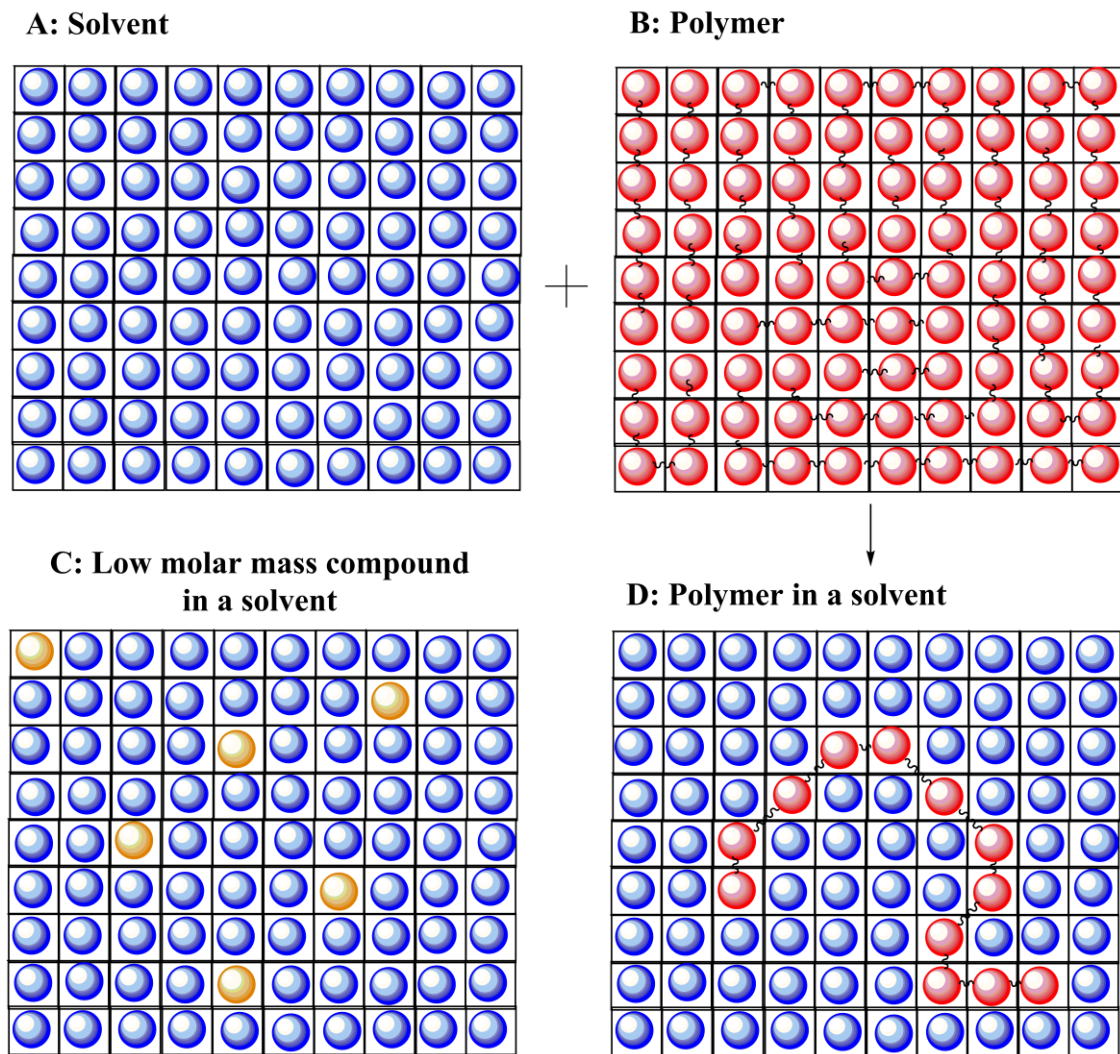 A: Solvent
B: Polymer
+
C: Low molar mass compound
in a solvent
D: Polymer in a solvent